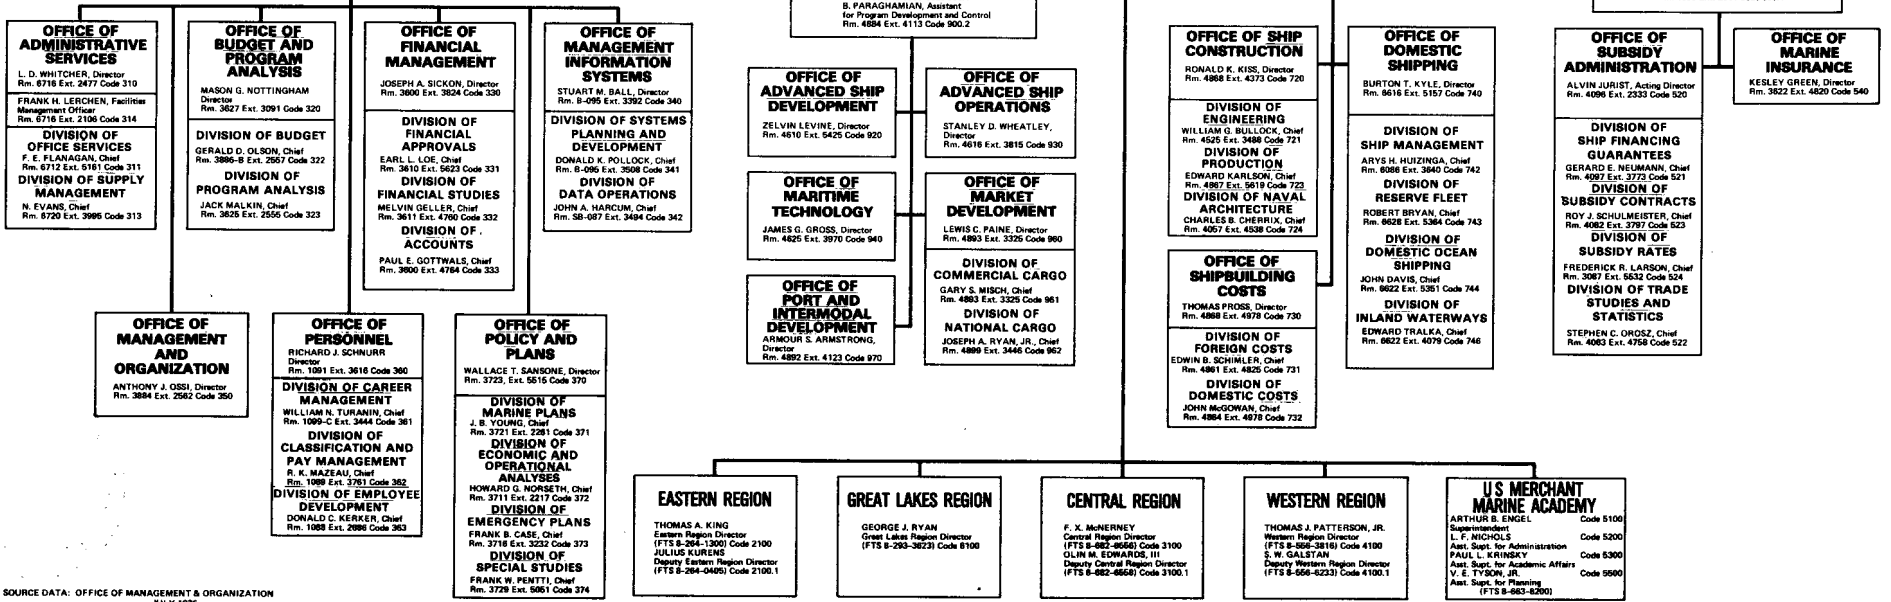 B. PARAGHAMIAN, Assistant
for Program Development and Control
Rm. 4884 Ext. 4113 Code 900.2
OFFICE OF
ADMINISTRATIVE
SERVICES
L. D. WHITCHER, Director
Rm. 6716 Ext. 2477 Code 310
FRANK H. LERCHEN, Facilities
Management Officer
Rm. 6716 Ext. 2106 Code 314
DIVISION OF
OFFICE SERVICES
F. E. FLANAGAN, Chief
Rm. 6712 Ext. 5161 Code 311
DIVISION OF SUPPLY
MANAGEMENT
N. EVANS, Chief
Rm. 6720 Ext. 3995 Code 313
OFFICE OF
BUDGET AND
PROGRAM
ANALYSIS
MASON G. NOTTINGHAM
Director
Rm. 3627 Ext. 3091 Code 320
DIVISION OF BUDGET
GERALD D. OLSON, Chief
Rm. 3886-B Ext. 2557 Code 322
DIVISION OF
PROGRAM ANALYSIS
JACK MALKIN, Chief
Rm. 3625 Ext. 2555 Code 323
OFFICE OF
FINANCIAL
MANAGEMENT
JOSEPH A. SICKON, Director
Rm. 3600 Ext. 3824 Code 330
DIVISION OF
FINANCIAL
APPROVALS
EARL L. LOE, Chief
Rm. 3610 Ext. 5623 Code 331
DIVISION OF
FINANCIAL STUDIES
MELVIN GELLER, Chief
Rm. 3611 Ext. 4760 Code 332
DIVISION OF
ACCOUNTS
PAUL E. GOTTWALS, Chief
Rm. 3600 Ext. 4764 Code 333
OFFICE OF
MANAGEMENT
INFORMATION
SYSTEMS
STUART M. BALL, Director
Rm. B-095 Ext. 3392 Code 340
DIVISION OF SYSTEMS
PLANNING AND
DEVELOPMENT
DONALD K. POLLOCK, Chief
Rm. B-095 Ext. 3508 Code 341
DIVISION OF
DATA OPERATIONS
JOHN A. HARCUM, Chief
Rm. SB-087 Ext. 3494 Code 342
OFFICE OF
MANAGEMENT
AND
ORGANIZATION
ANTHONY J. OSSI, Director
Rm. 3884 Ext. 2562 Code 350
OFFICE OF
PERSONNEL
RICHARD J. SCHNURR
Director
Rm. 1091 Ext. 3616 Code 360
DIVISION OF CAREER
MANAGEMENT
WILLIAM N. TURANIN, Chief
Rm. 1099-C Ext. 3444 Code 361
DIVISION OF
CLASSIFICATION AND
PAY MANAGEMENT
R. K. MAZEAU, Chief
Rm. 1089 Ext. 3761 Code 362
DIVISION OF EMPLOYEE
DEVELOPMENT
DONALD C. KERKER, Chief
Rm. 1088 Ext. 2686 Code 363
OFFICE OF
POLICY AND
PLANS
WALLACE T. SANSONE, Director
Rm. 3723, Ext. 5515 Code 370
DIVISION OF
MARINE PLANS
J. B. YOUNG, Chief
Rm. 3721 Ext. 2261 Code 371
DIVISION OF
ECONOMIC AND
OPERATIONAL
ANALYSES
HOWARD G. NORSETH, Chief
Rm. 3711 Ext. 2217 Code 372
DIVISION OF
EMERGENCY PLANS
FRANK B. CASE, Chief
Rm. 3716 Ext. 3232 Code 373
DIVISION OF
SPECIAL STUDIES
FRANK W. PENTTI, Chief
Rm. 3729 Ext. 5051 Code 374
OFFICE OF
ADVANCED SHIP
DEVELOPMENT
ZELVIN LEVINE, Director
Rm. 4610 Ext. 5425 Code 920
OFFICE OF
ADVANCED SHIP
OPERATIONS
STANLEY D. WHEATLEY,
Director
Rm. 4616 Ext. 3815 Code 930
OFFICE OF
MARITIME
TECHNOLOGY
JAMES G. GROSS, Director
Rm. 4625 Ext. 3970 Code 940
OFFICE OF
MARKET
DEVELOPMENT
LEWIS C. PAINE, Director
Rm. 4893 Ext. 3325 Code 960
DIVISION OF
COMMERCIAL CARGO
GARY S. MISCH, Chief
Rm. 4893 Ext. 3325 Code 961
DIVISION OF
NATIONAL CARGO
JOSEPH A. RYAN, JR., Chief
Rm. 4899 Ext. 3446 Code 962
OFFICE OF
PORT AND
INTERMODAL
DEVELOPMENT
ARMOUR S. ARMSTRONG,
Director
Rm. 4892 Ext. 4123 Code 970
OFFICE OF SHIP
CONSTRUCTION
RONALD K. KISS, Director
Rm. 4868 Ext. 4373 Code 720
DIVISION OF
ENGINEERING
WILLIAM G. BULLOCK, Chief
Rm. 4525 Ext. 3488 Code 721
DIVISION OF
PRODUCTION
EDWARD KARLSON, Chief
Rm. 4867 Ext. 5619 Code 723
DIVISION OF NAVAL
ARCHITECTURE
CHARLES B. CHERRIX, Chief
Rm. 4057 Ext. 4538 Code 724
OFFICE OF
SHIPBUILDING
COSTS
THOMAS PROSS, Director
Rm. 4868 Ext. 4978 Code 730
DIVISION OF
FOREIGN COSTS
EDWIN B. SCHIMLER, Chief
Rm. 4861 Ext. 4825 Code 731
DIVISION OF
DOMESTIC COSTS
JOHN McGOWAN, Chief
Rm. 4864 Ext. 4978 Code 732
OFFICE OF
DOMESTIC
SHIPPING
BURTON T. KYLE, Director
Rm. 6616 Ext. 5157 Code 740
DIVISION OF
SHIP MANAGEMENT
ARYS H. HUIZINGA, Chief
Rm. 6086 Ext. 3640 Code 742
DIVISION OF
RESERVE FLEET
ROBERT BRYAN, Chief
Rm. 6628 Ext. 5364 Code 743
DIVISION OF
DOMESTIC OCEAN
SHIPPING
JOHN DAVIS, Chief
Rm. 6622 Ext. 5351 Code 744
DIVISION OF
INLAND WATERWAYS
EDWARD TRALKA, Chief
Rm. 6622 Ext. 4079 Code 746
OFFICE OF
SUBSIDY
ADMINISTRATION
ALVIN JURIST, Acting Director
Rm. 4096 Ext. 2333 Code 520
DIVISION OF
SHIP FINANCING
GUARANTEES
GERARD E. NEUMANN, Chief
Rm. 4097 Ext. 3773 Code 521
DIVISION OF
SUBSIDY CONTRACTS
ROY J. SCHULMEISTER, Chief
Rm. 4082 Ext. 3797 Code 523
DIVISION OF
SUBSIDY RATES
FREDERICK R. LARSON, Chief
Rm. 3087 Ext. 5532 Code 524
DIVISION OF TRADE
STUDIES AND
STATISTICS
STEPHEN C. OROSZ, Chief
Rm. 4063 Ext. 4758 Code 522
OFFICE OF
MARINE
INSURANCE
KESLEY GREEN, Director
Rm. 3622 Ext. 4820 Code 540
EASTERN REGION
THOMAS A. KING
Eastern Region Director
(FTS 8-264-1300) Code 2100
JULIUS KURENS
Deputy Eastern Region Director
(FTS 8-264-0405) Code 2100.1
GREAT LAKES REGION
GEORGE J. RYAN
Great Lakes Region Director
(FTS 8-293-3623) Code 6100
CENTRAL REGION
F. X. McNERNEY
Central Region Director
(FTS 8-682-6556) Code 3100
OLIN M. EDWARDS, III
Deputy Central Region Director
(FTS 8-682-6558) Code 3100.1
WESTERN REGION
THOMAS J. PATTERSON, JR.
Western Region Director
(FTS 8-556-3816) Code 4100
S. W. GALSTAN
Deputy Western Region Director
(FTS 8-556-6233) Code 4100.1
U S MERCHANT
MARINE ACADEMY
ARTHUR B. ENGEL Code 5100
Superintendent
L. F. NICHOLS Code 5200
Asst. Supt. for Administration
PAUL L. KRINSKY Code 5300
Asst. Supt. for Academic Affairs
V. E. TYSON, JR. Code 5500
Asst. Supt. for Planning
(FTS 8-663-8200)
SOURCE DATA: OFFICE OF MANAGEMENT & ORGANIZATION